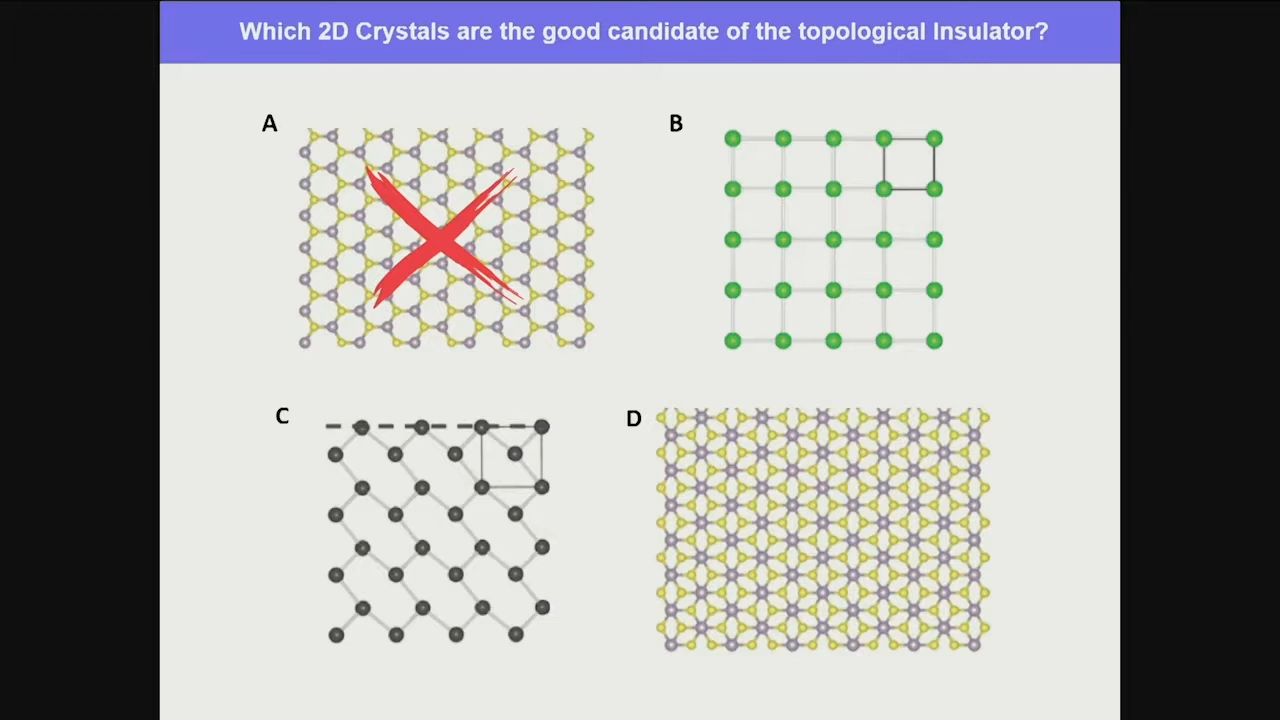 Which 2D Crystals are the good candidate of the topological Insulator?
A
B
C
D